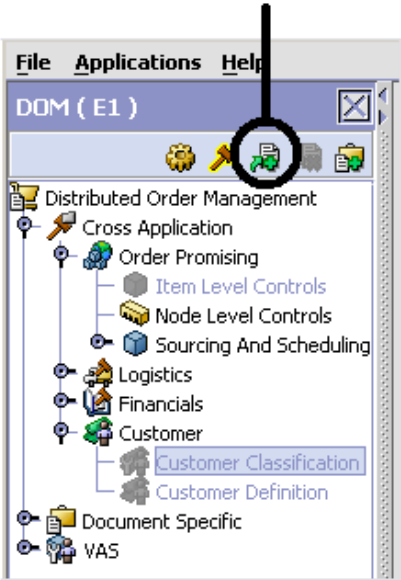 File Applications Help
DOM ( E1 )
Distributed Order Management
Cross Application
Order Promising
Item Level Controls
Node Level Controls
Sourcing And Scheduling
Logistics
Financials
Customer
Customer Classification
Customer Definition
Document Specific
VAS